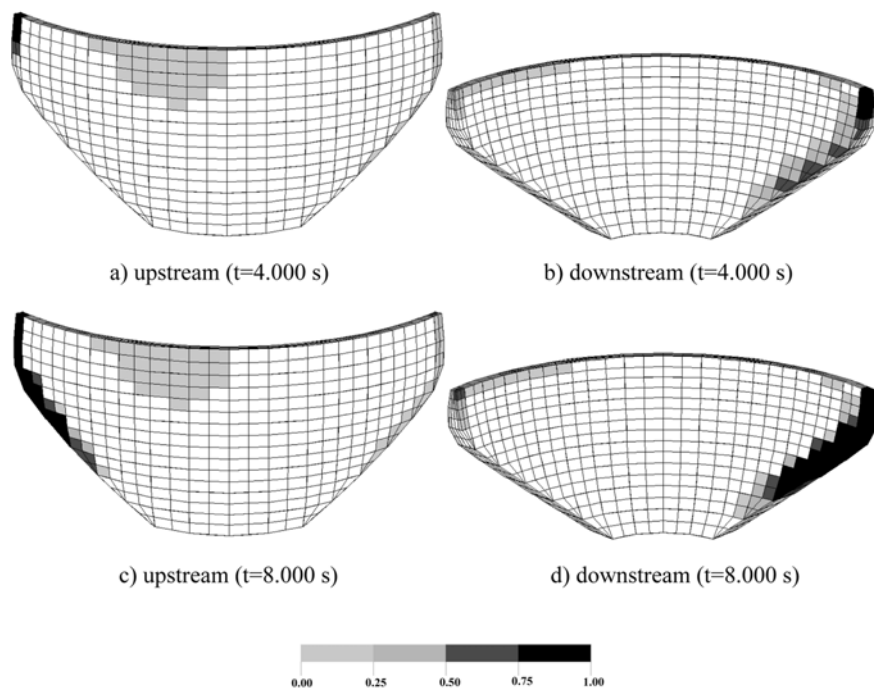 a) upstream (t=4.000 s)
b) downstream (t=4.000 s)
c) upstream (t=8.000 s)
d) downstream (t=8.000 s)
0.00 0.25 0.50 0.75 1.00